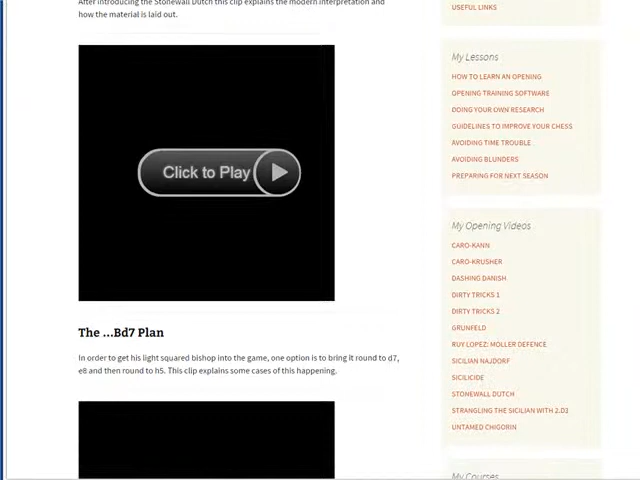 After introducing the Stonewall Dutch this clip explains the modern interpretation and
how the material is laid out.
Click to Play
The ...Bd7 Plan
In order to get his light squared bishop into the game, one option is to bring it round to d7,
e8 and then round to h5. This clip explains some cases of this happening.
USEFUL LINKS
My Lessons
HOW TO LEARN AN OPENING
OPENING TRAINING SOFTWARE
DOING YOUR OWN RESEARCH
GUIDELINES TO IMPROVE YOUR CHESS
AVOIDING TIME TROUBLE
AVOIDING BLUNDERS
PREPARING FOR NEXT SEASON
My Opening Videos
CARO-KANN
CARO-KRUSHER
DASHING DANISH
DIRTY TRICKS 1
DIRTY TRICKS 2
GRUNFELD
RUY LOPEZ: MOLLER DEFENCE
SICILIAN NAJDORF
SICILICIDE
STONEWALL DUTCH
STRANGLING THE SICILIAN WITH 2.D3
UNTAMED CHIGORIN
My Courses